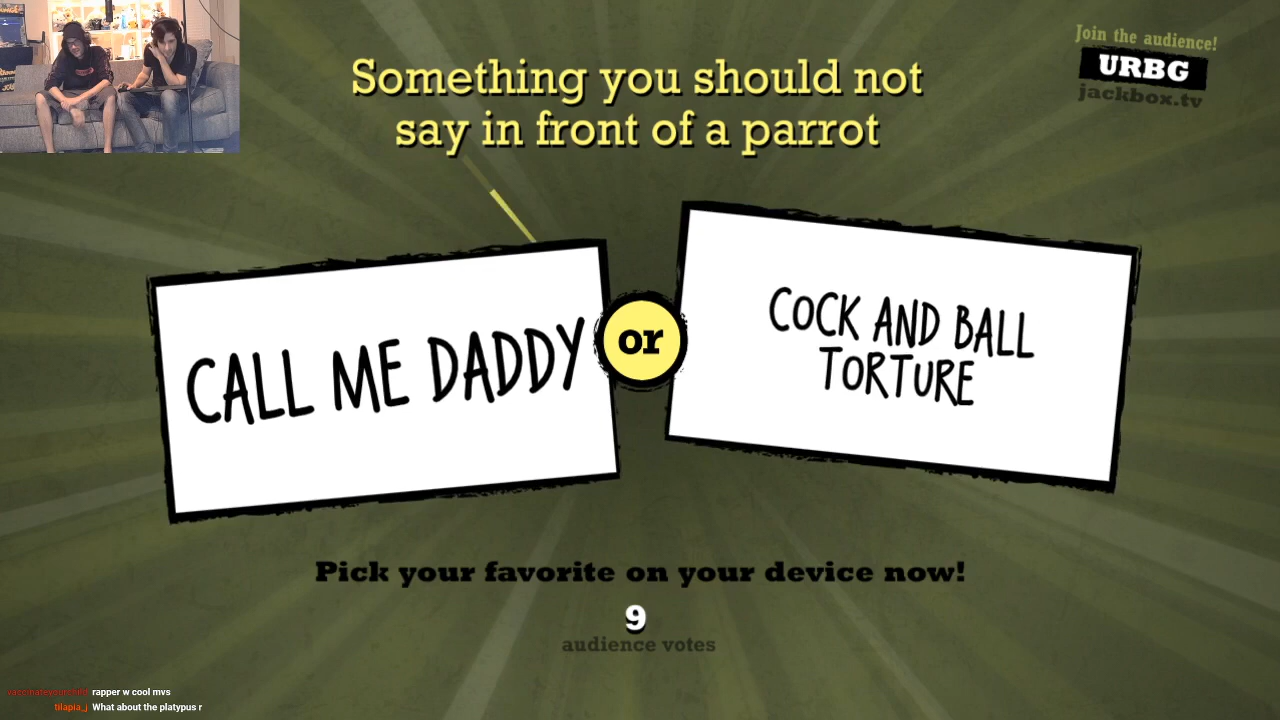 Something you should not
say in front of a parrot
Join the audience!
URBG
jackbox.tv
CALL ME DADDY
or
COCK AND BALL
TORTURE
Pick your favorite on your device now!
9
audience votes
rapper w cool mvs
tilapia_j What about the platypus r